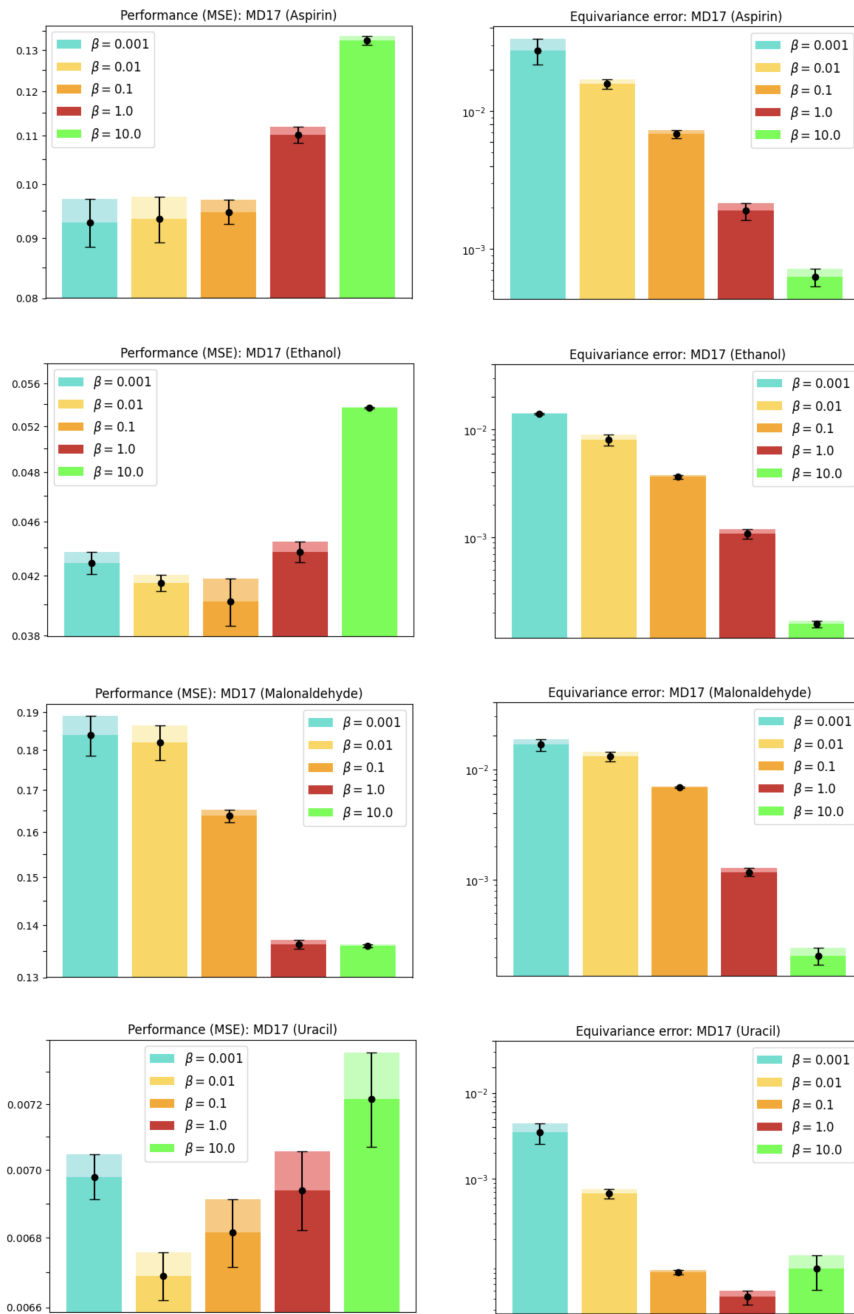 Performance (MSE): MD17 (Aspirin)
0.13
0.12
0.11
0.10
0.09
0.08
β = 0.001
β = 0.01
β = 0.1
β = 1.0
β = 10.0
Equivariance error: MD17 (Aspirin)
10⁻²
10⁻³
β = 0.001
β = 0.01
β = 0.1
β = 1.0
β = 10.0
Performance (MSE): MD17 (Ethanol)
0.056
0.052
0.048
0.046
0.042
0.038
β = 0.001
β = 0.01
β = 0.1
β = 1.0
β = 10.0
Equivariance error: MD17 (Ethanol)
10⁻²
10⁻³
β = 0.001
β = 0.01
β = 0.1
β = 1.0
β = 10.0
Performance (MSE): MD17 (Malonaldehyde)
0.19
0.18
0.17
0.16
0.14
0.13
β = 0.001
β = 0.01
β = 0.1
β = 1.0
β = 10.0
Equivariance error: MD17 (Malonaldehyde)
10⁻²
10⁻³
β = 0.001
β = 0.01
β = 0.1
β = 1.0
β = 10.0
Performance (MSE): MD17 (Uracil)
0.0072
0.0070
0.0068
0.0066
β = 0.001
β = 0.01
β = 0.1
β = 1.0
β = 10.0
Equivariance error: MD17 (Uracil)
10⁻²
10⁻³
β = 0.001
β = 0.01
β = 0.1
β = 1.0
β = 10.0